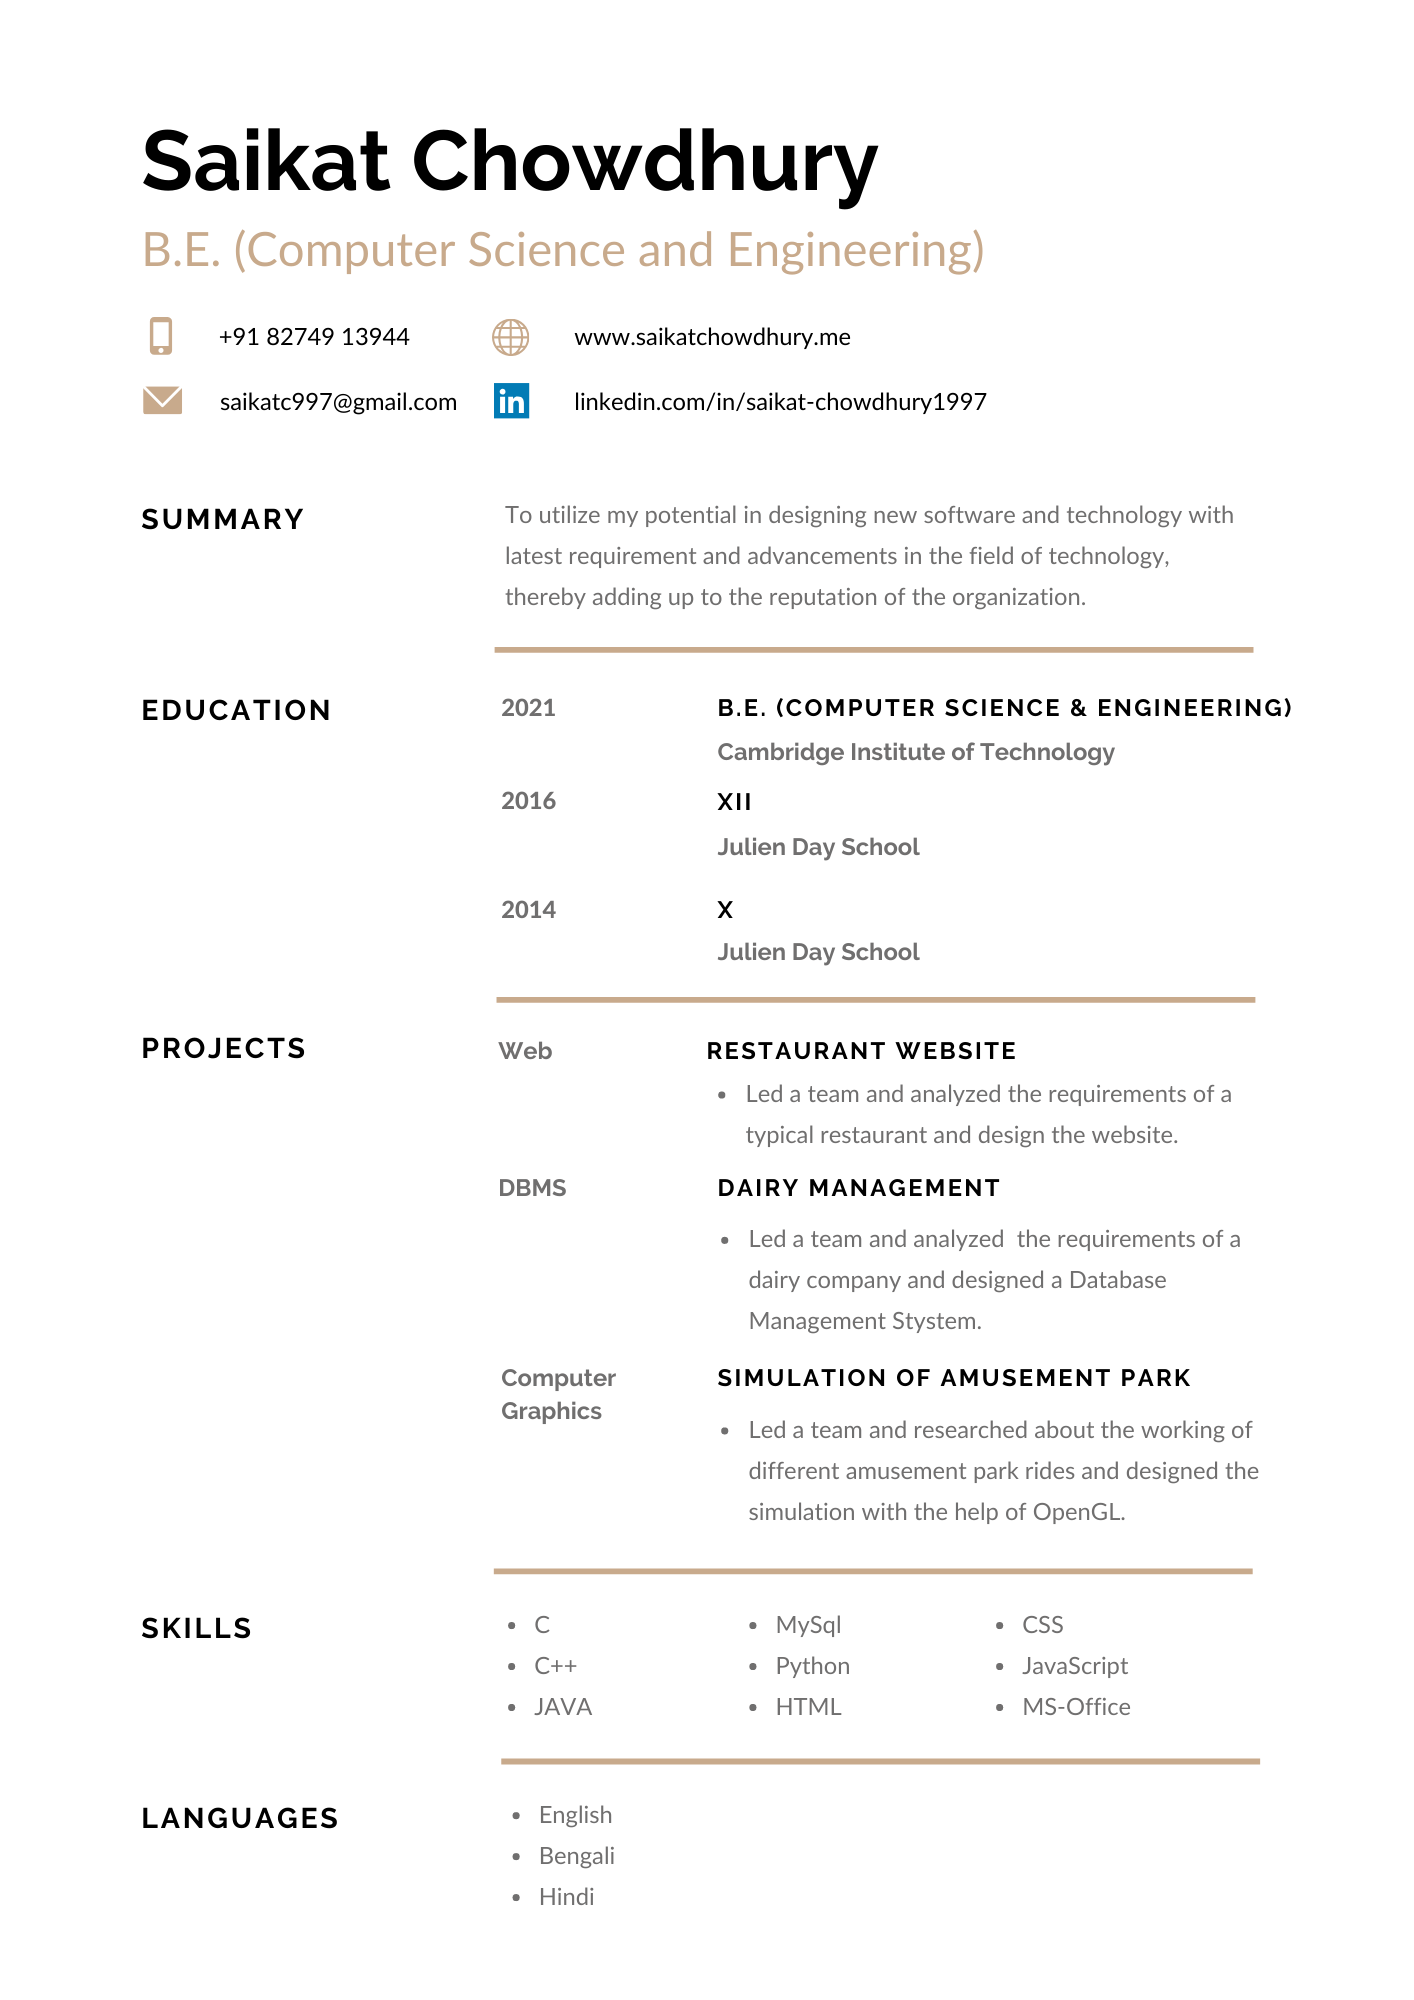 Saikat Chowdhury
B.E. (Computer Science and Engineering)
+91 82749 13944
www.saikatchowdhury.me
saikatc997@gmail.com
linkedin.com/in/saikat-chowdhury1997
SUMMARY
To utilize my potential in designing new software and technology with
latest requirement and advancements in the field of technology,
thereby adding up to the reputation of the organization.
EDUCATION
2021
B.E. (COMPUTER SCIENCE & ENGINEERING)
Cambridge Institute of Technology
2016
XII
Julien Day School
2014
X
Julien Day School
PROJECTS
Web
RESTAURANT WEBSITE
• Led a team and analyzed the requirements of a
typical restaurant and design the website.
DBMS
DAIRY MANAGEMENT
• Led a team and analyzed  the requirements of a
dairy company and designed a Database
Management Stystem.
Computer
Graphics
SIMULATION OF AMUSEMENT PARK
• Led a team and researched about the working of
different amusement park rides and designed the
simulation with the help of OpenGL.
SKILLS
• C
• C++
• JAVA
• MySql
• Python
• HTML
• CSS
• JavaScript
• MS-Office
LANGUAGES
• English
• Bengali
• Hindi